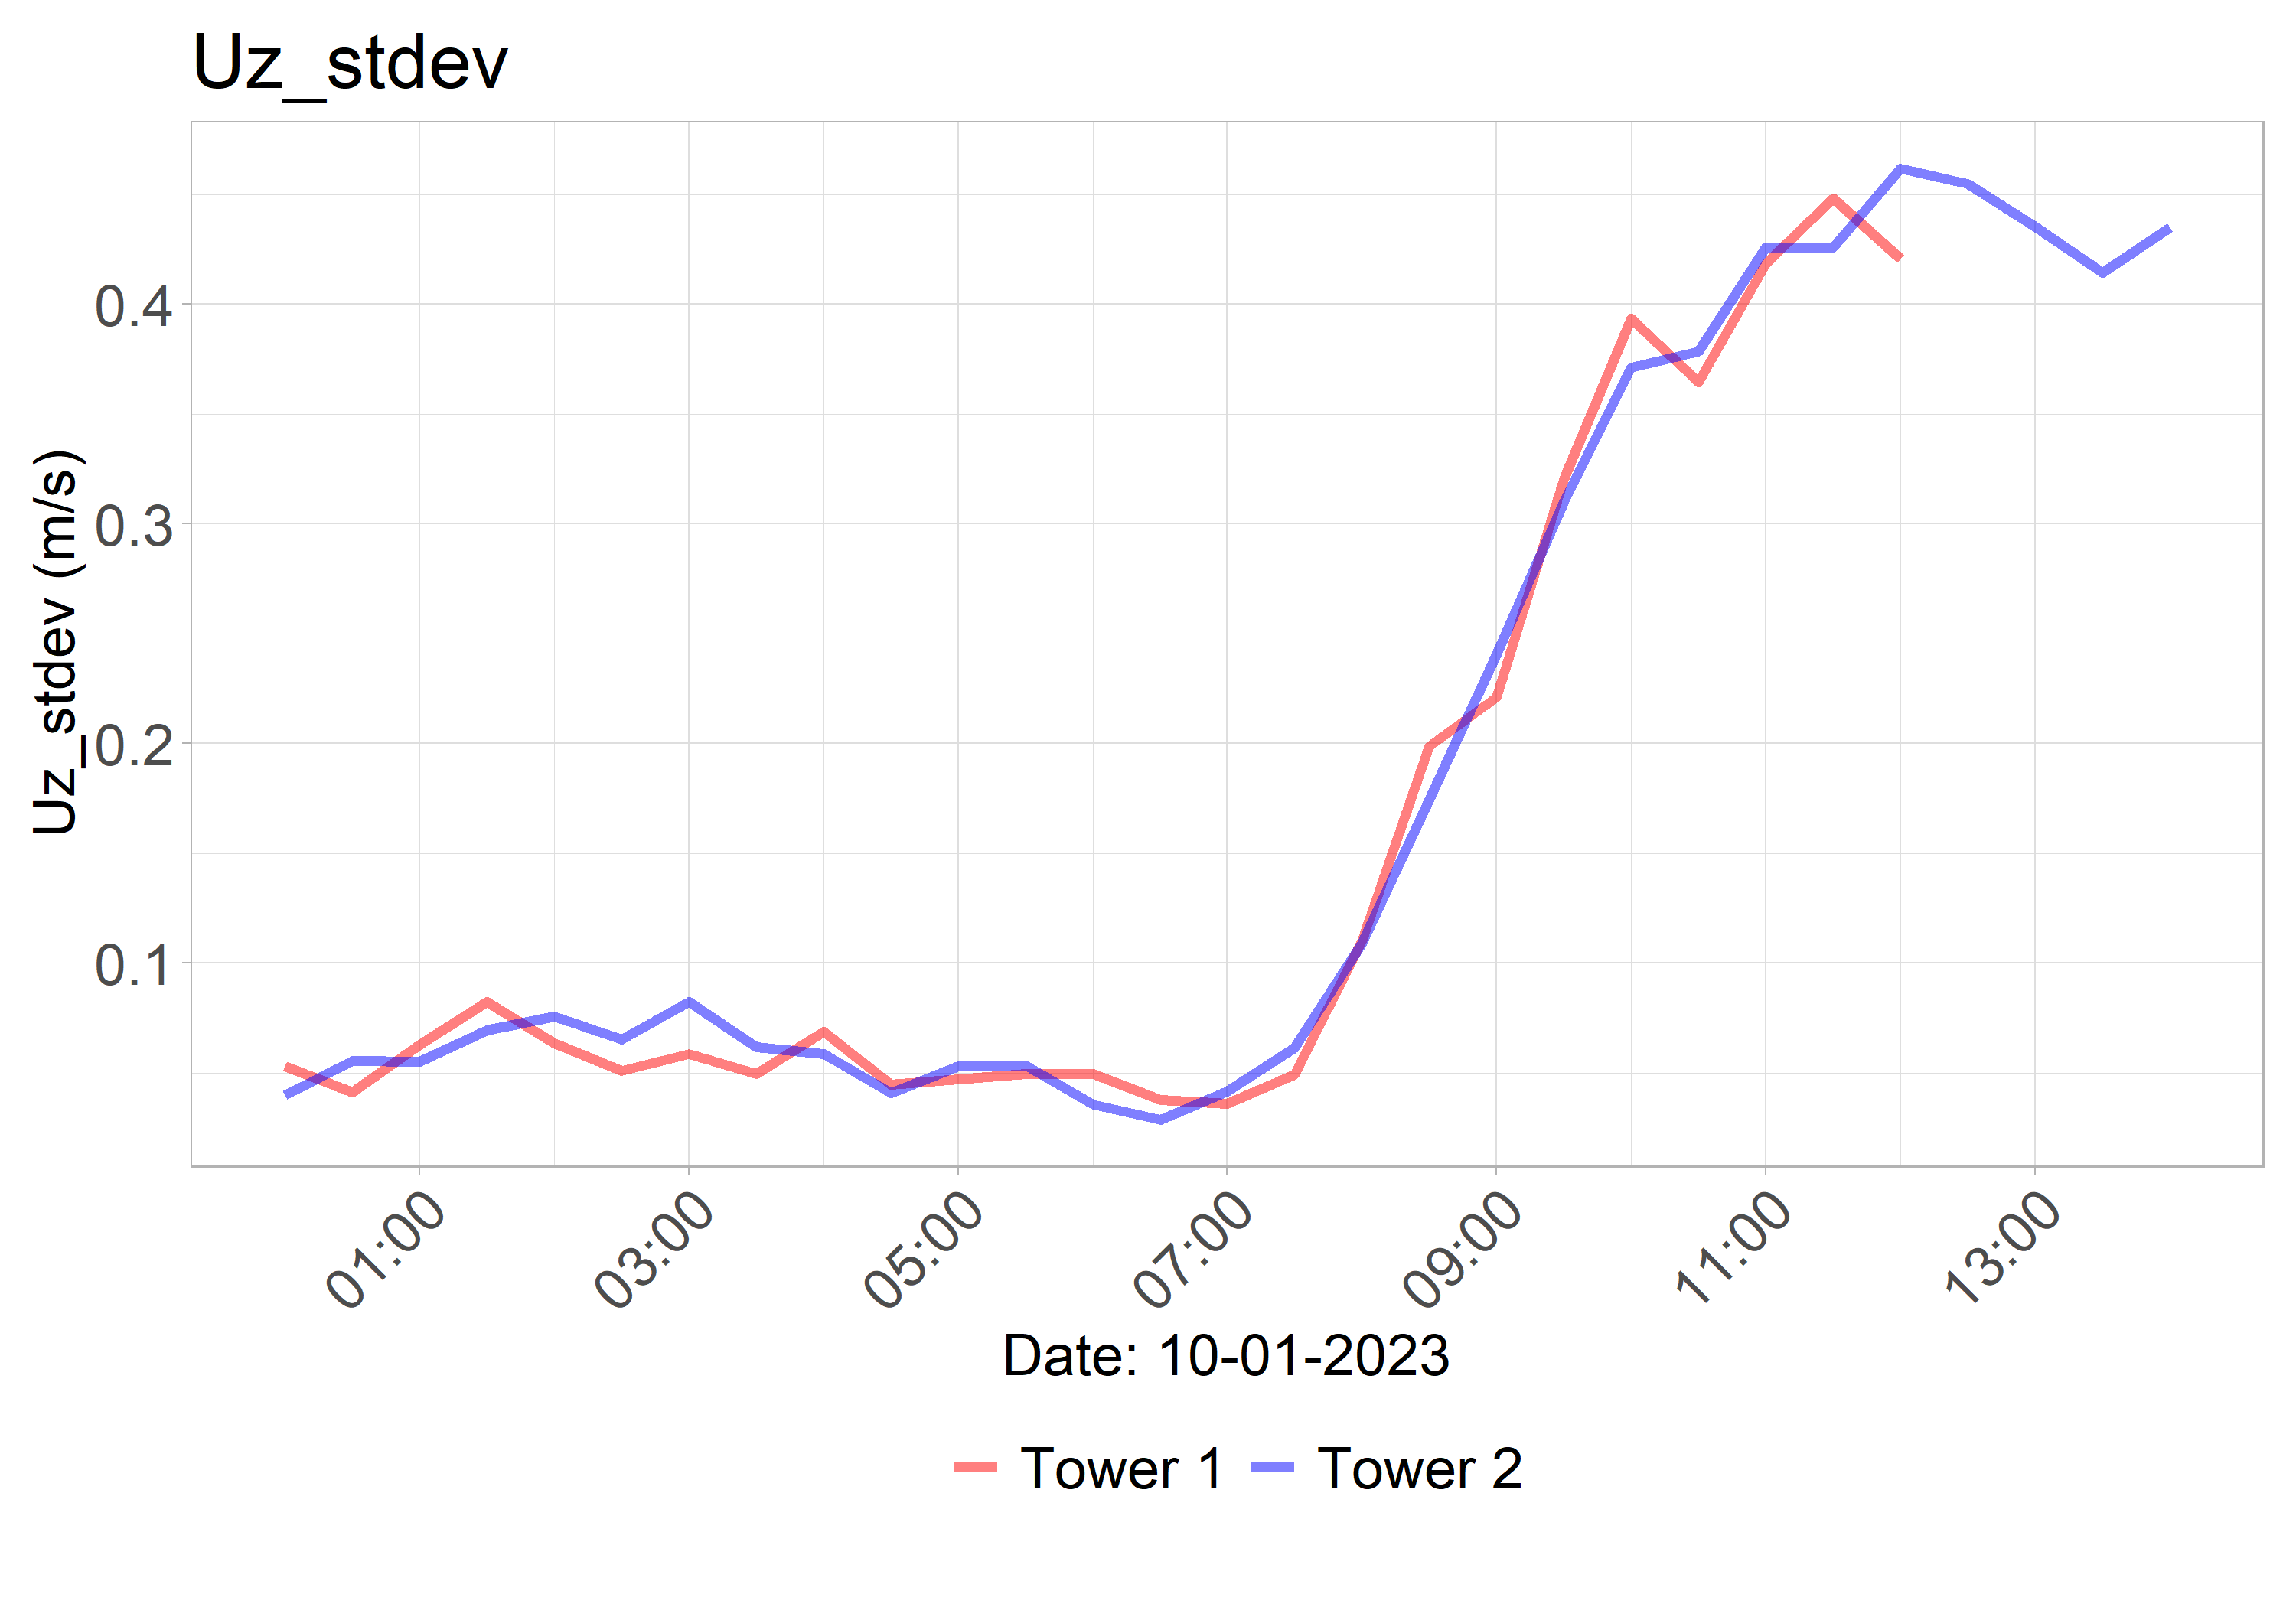 Uz_stdev
Uz_stdev (m/s)
0.4
0.3
0.2
0.1
01:00 03:00 05:00 07:00 09:00 11:00 13:00
Date: 10-01-2023
Tower 1 Tower 2